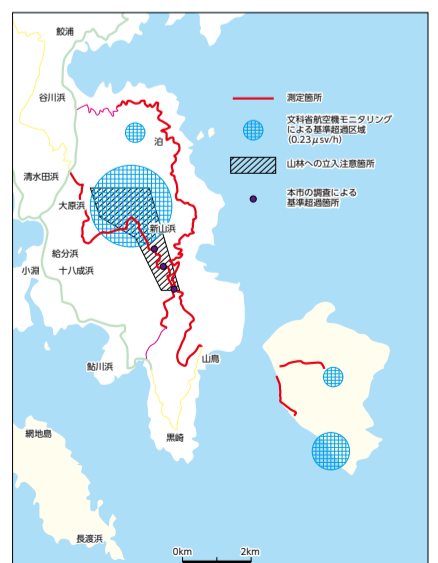 鮫浦
谷川浜
泊
清水田浜
大原浜
新山浜
給分浜
小淵
十八成浜
鮎川浜
山鳥
黒崎
網地島
長渡浜
測定箇所
文科省航空機モニタリング
による基準超過区域
(0.23μsv/h)
山林への立入注意箇所
本市の調査による
基準超過箇所
0km
2km